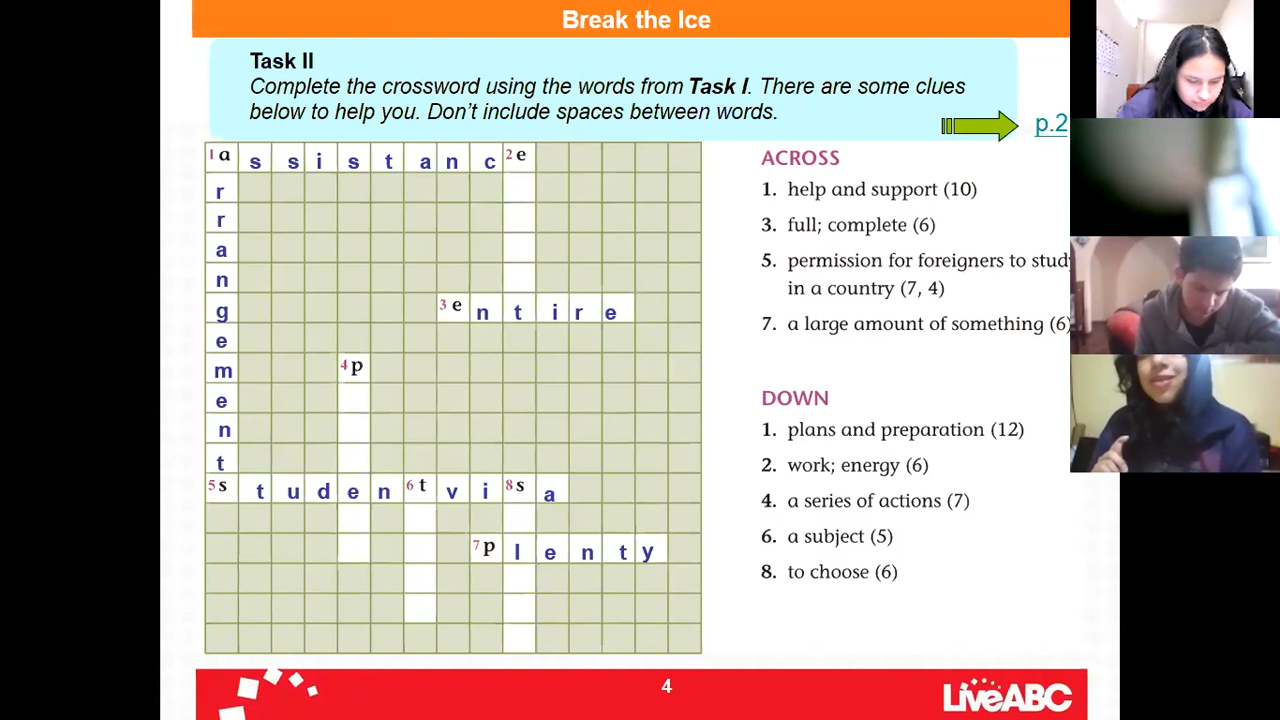 Break the Ice
Task II
Complete the crossword using the words from Task I. There are some clues
below to help you. Don't include spaces between words.
p.2
1 a s s i s t a n c 2 e
r
r
a
n
g 3 e n t i r e
e
m 4 p
e
n
t
5 s t u d e n 6 t v i 8 s a
7 p l e n t y
ACROSS
1. help and support (10)
3. full; complete (6)
5. permission for foreigners to stud
in a country (7, 4)
7. a large amount of something (6)
DOWN
1. plans and preparation (12)
2. work; energy (6)
4. a series of actions (7)
6. a subject (5)
8. to choose (6)
4
LiveABC